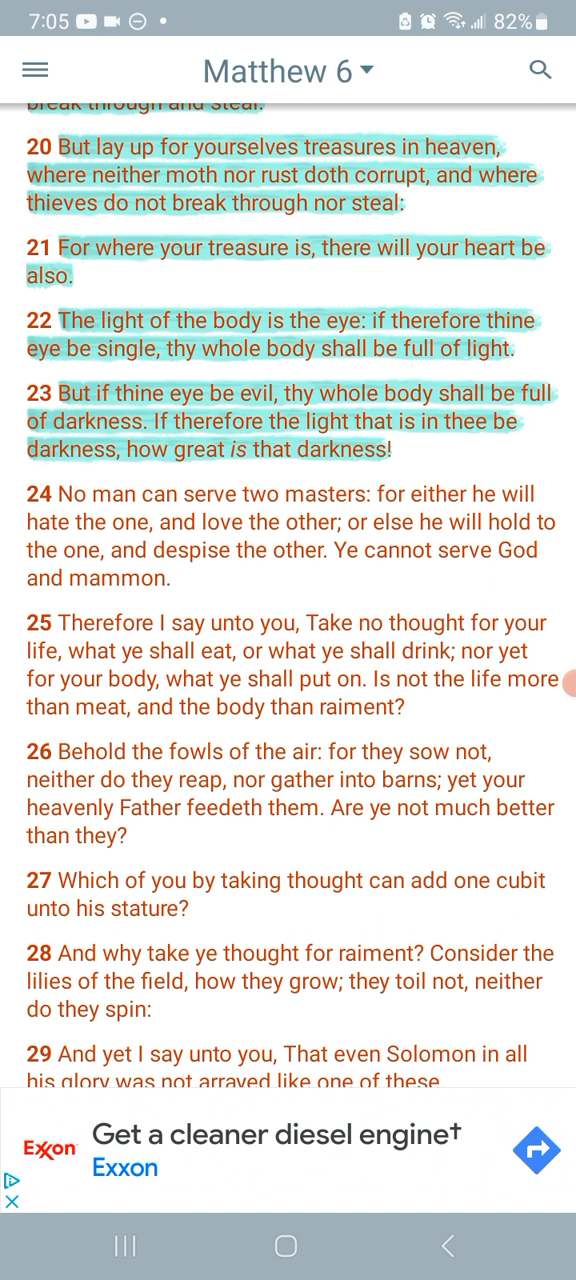 7:05
82%
Matthew 6
break through and steal:
20 But lay up for yourselves treasures in heaven,
where neither moth nor rust doth corrupt, and where
thieves do not break through nor steal:
21 For where your treasure is, there will your heart be
also.
22 The light of the body is the eye: if therefore thine
eye be single, thy whole body shall be full of light.
23 But if thine eye be evil, thy whole body shall be full
of darkness. If therefore the light that is in thee be
darkness, how great is that darkness!
24 No man can serve two masters: for either he will
hate the one, and love the other; or else he will hold to
the one, and despise the other. Ye cannot serve God
and mammon.
25 Therefore I say unto you, Take no thought for your
life, what ye shall eat, or what ye shall drink; nor yet
for your body, what ye shall put on. Is not the life more
than meat, and the body than raiment?
26 Behold the fowls of the air: for they sow not,
neither do they reap, nor gather into barns; yet your
heavenly Father feedeth them. Are ye not much better
than they?
27 Which of you by taking thought can add one cubit
unto his stature?
28 And why take ye thought for raiment? Consider the
lilies of the field, how they grow; they toil not, neither
do they spin:
29 And yet I say unto you, That even Solomon in all
his glory was not arrayed like one of these
Exxon
Get a cleaner diesel engine†
Exxon